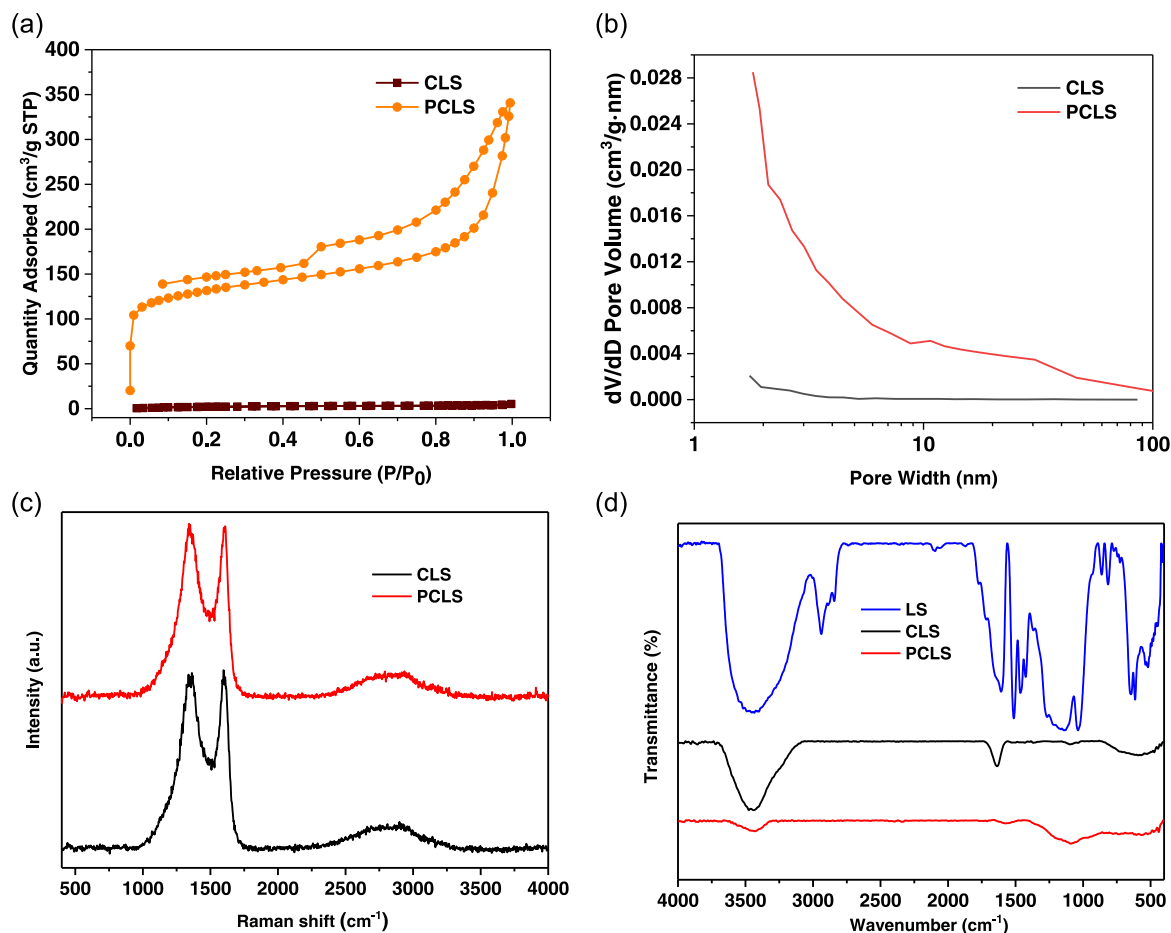 (a)
400
350
300
250
200
150
100
50
0
Quantity Adsorbed (cm³/g STP)
CLS
PCLS
0.0 0.2 0.4 0.6 0.8 1.0
Relative Pressure (P/P₀)
(b)
0.028
0.024
0.020
0.016
0.012
0.008
0.004
0.000
dV/dD Pore Volume (cm³/g·nm)
CLS
PCLS
1 10 100
Pore Width (nm)
(c)
Intensity (a.u.)
CLS
PCLS
500 1000 1500 2000 2500 3000 3500 4000
Raman shift (cm⁻¹)
(d)
Transmittance (%)
LS
CLS
PCLS
4000 3500 3000 2500 2000 1500 1000 500
Wavenumber (cm⁻¹)